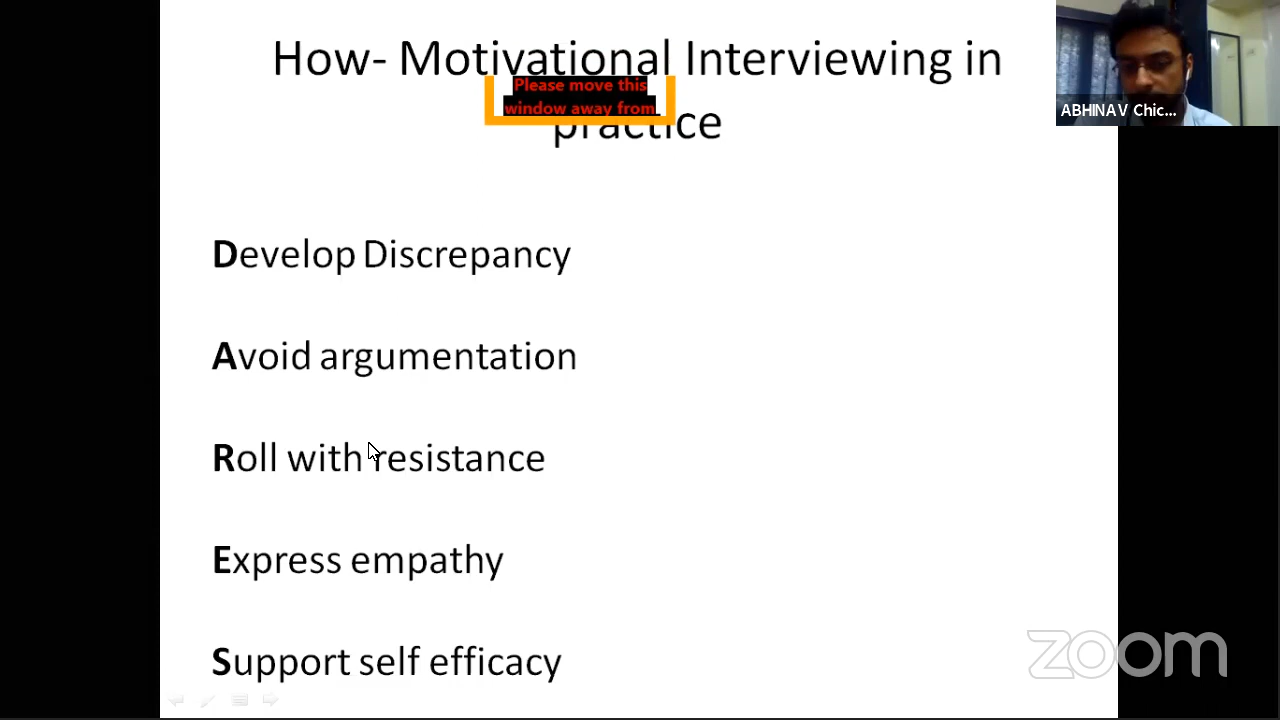 How- Motivational Interviewing in
Please move this
window away from
practice
ABHINAV Chic...
Develop Discrepancy
Avoid argumentation
Roll with resistance
Express empathy
Support self efficacy
zoom